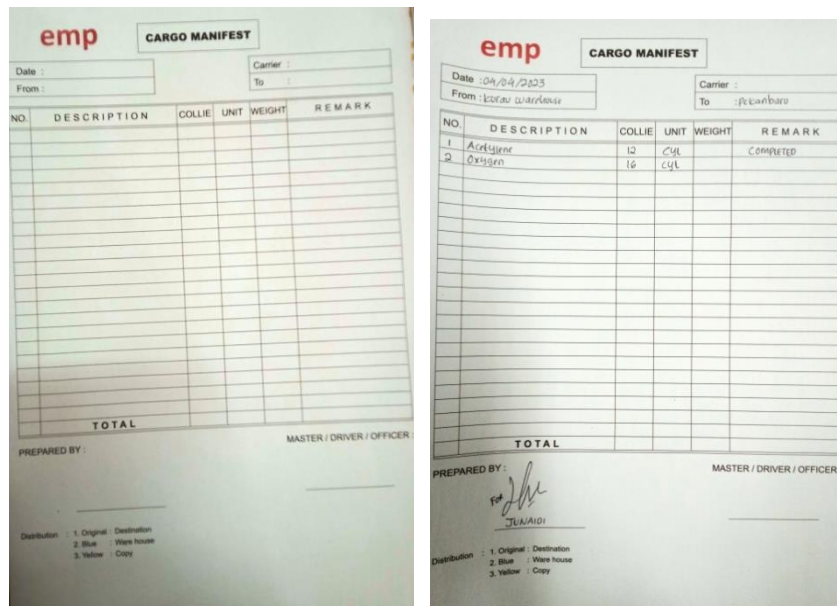 emp
CARGO MANIFEST
Date :
From :
Carrier :
To :
NO. DESCRIPTION COLLIE UNIT WEIGHT REMARK
TOTAL
PREPARED BY :
MASTER / DRIVER / OFFICER
Distribution : 1. Original : Destination
2. Blue : Ware house
3. Yellow : Copy
emp
CARGO MANIFEST
Date : 04/04/2023
From : Korau warehouse
Carrier :
To : Pekanbaro
NO. DESCRIPTION COLLIE UNIT WEIGHT REMARK
1 Acetylene 12 CYL COMPLETED
2 Oxygen 16 CYL
TOTAL
PREPARED BY :
MASTER / DRIVER / OFFICER
For
JUNAIDI
Distribution : 1. Original : Destination
2. Blue : Ware house
3. Yellow : Copy